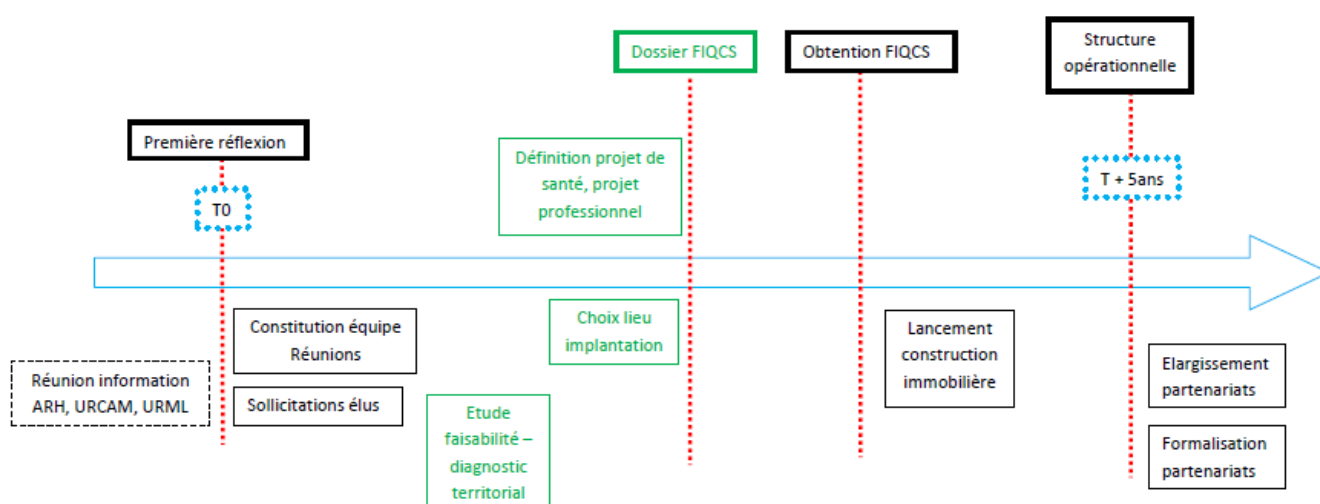 Dossier FIQCS
Obtention FIQCS
Structure
opérationnelle
Première réflexion
Définition projet de
santé, projet
professionnel
T + 5ans
T0
Constitution équipe
Réunions
Choix lieu
implantation
Lancement
construction
immobilière
Réunion information
ARH, URCAM, URML
Sollicitations élus
Elargissement
partenariats
Etude
faisabilité –
diagnostic
territorial
Formalisation
partenariats